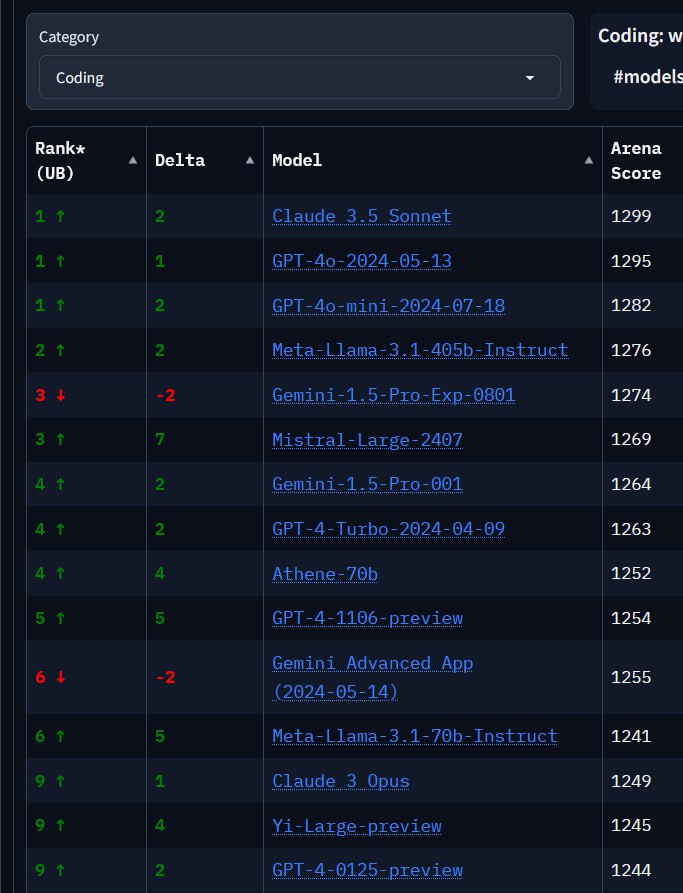 Category
Coding: w
Coding
#models
Rank* (UB) ▲ Delta ▲ Model ▲ Arena Score
1 ↑ 2 Claude 3.5 Sonnet 1299
1 ↑ 1 GPT-4o-2024-05-13 1295
1 ↑ 2 GPT-4o-mini-2024-07-18 1282
2 ↑ 2 Meta-Llama-3.1-405b-Instruct 1276
3 ↓ -2 Gemini-1.5-Pro-Exp-0801 1274
3 ↑ 7 Mistral-Large-2407 1269
4 ↑ 2 Gemini-1.5-Pro-001 1264
4 ↑ 2 GPT-4-Turbo-2024-04-09 1263
4 ↑ 4 Athene-70b 1252
5 ↑ 5 GPT-4-1106-preview 1254
6 ↓ -2 Gemini Advanced App (2024-05-14) 1255
6 ↑ 5 Meta-Llama-3.1-70b-Instruct 1241
9 ↑ 1 Claude 3 Opus 1249
9 ↑ 4 Yi-Large-preview 1245
9 ↑ 2 GPT-4-0125-preview 1244